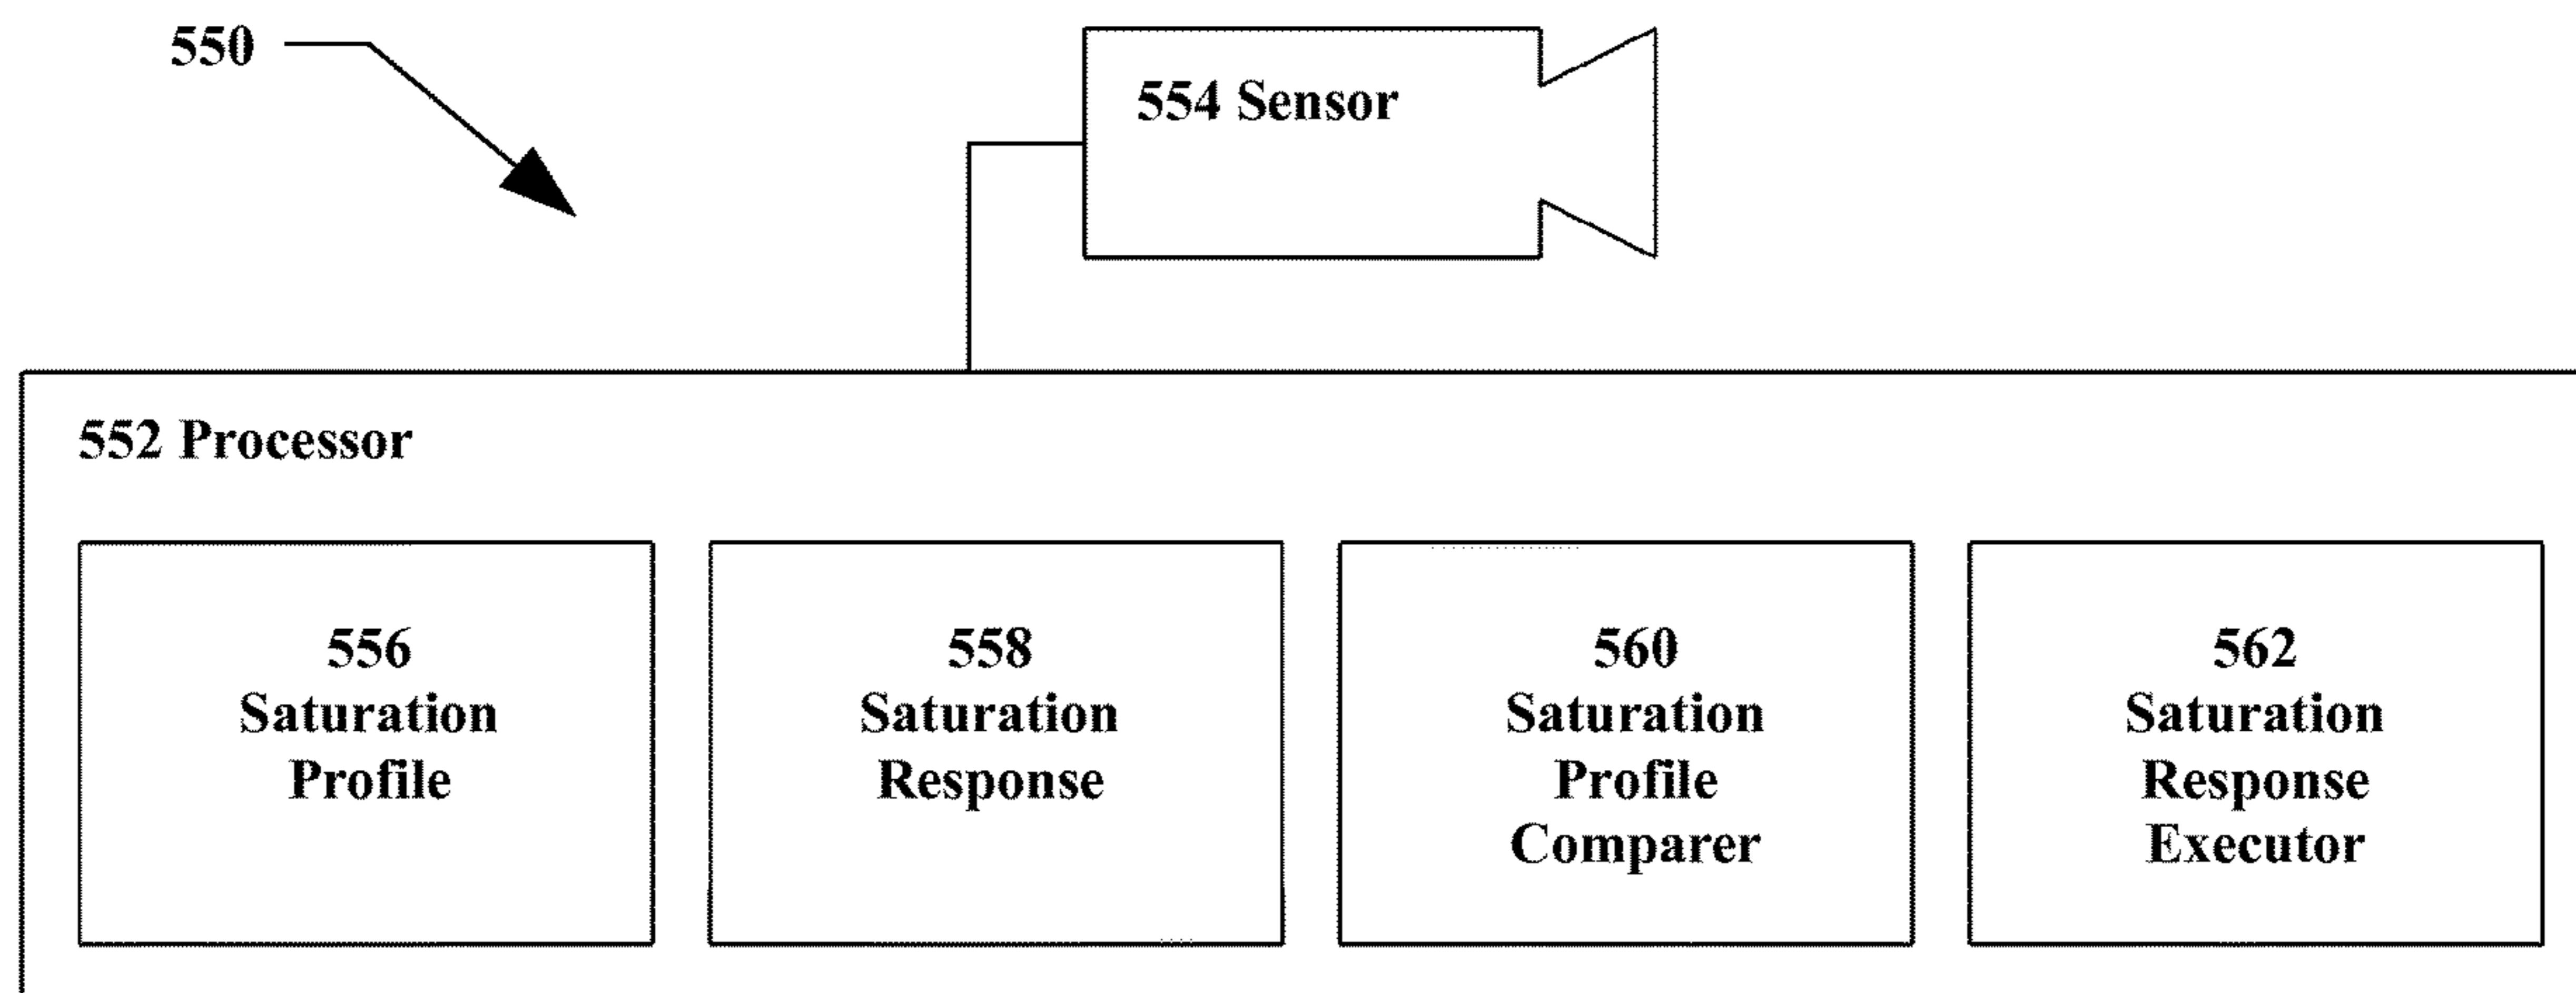 550
554 Sensor
552 Processor
556
Saturation
Profile
558
Saturation
Response
560
Saturation
Profile
Comparer
562
Saturation
Response
Executor